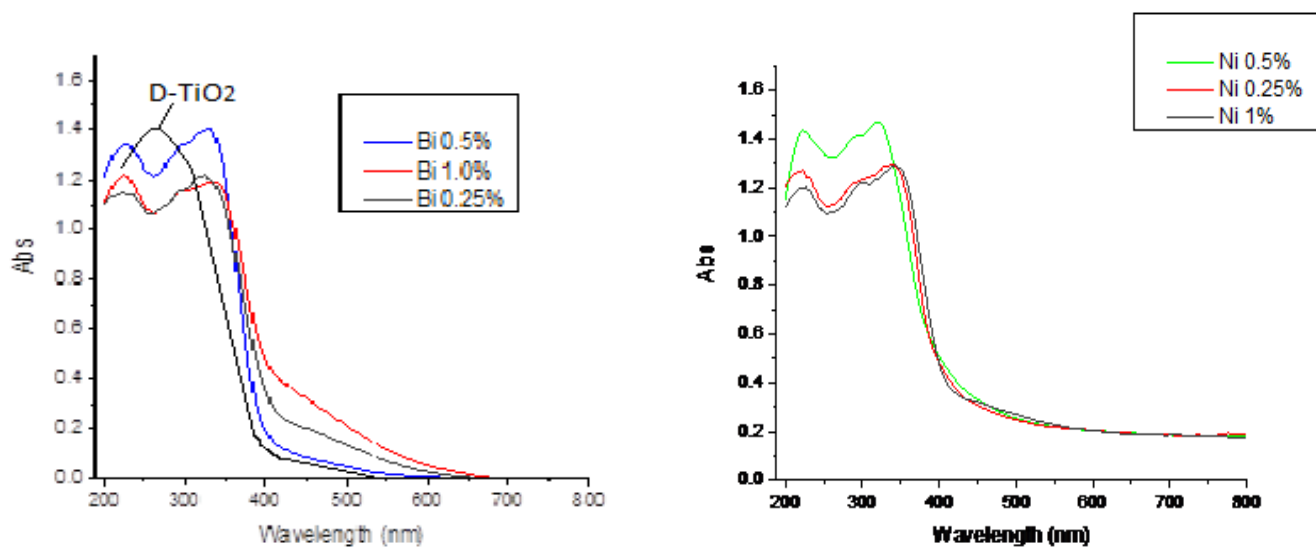 D-TiO2
Bi 0.5%
Bi 1.0%
Bi 0.25%
1.6
1.4
1.2
1.0
0.8
0.6
0.4
0.2
0.0
Abs
200 300 400 500 600 700 800
Wavelength (nm)
Ni 0.5%
Ni 0.25%
Ni 1%
1.6
1.4
1.2
1.0
0.8
0.6
0.4
0.2
0.0
Abs
200 300 400 500 600 700 800
Wavelength (nm)